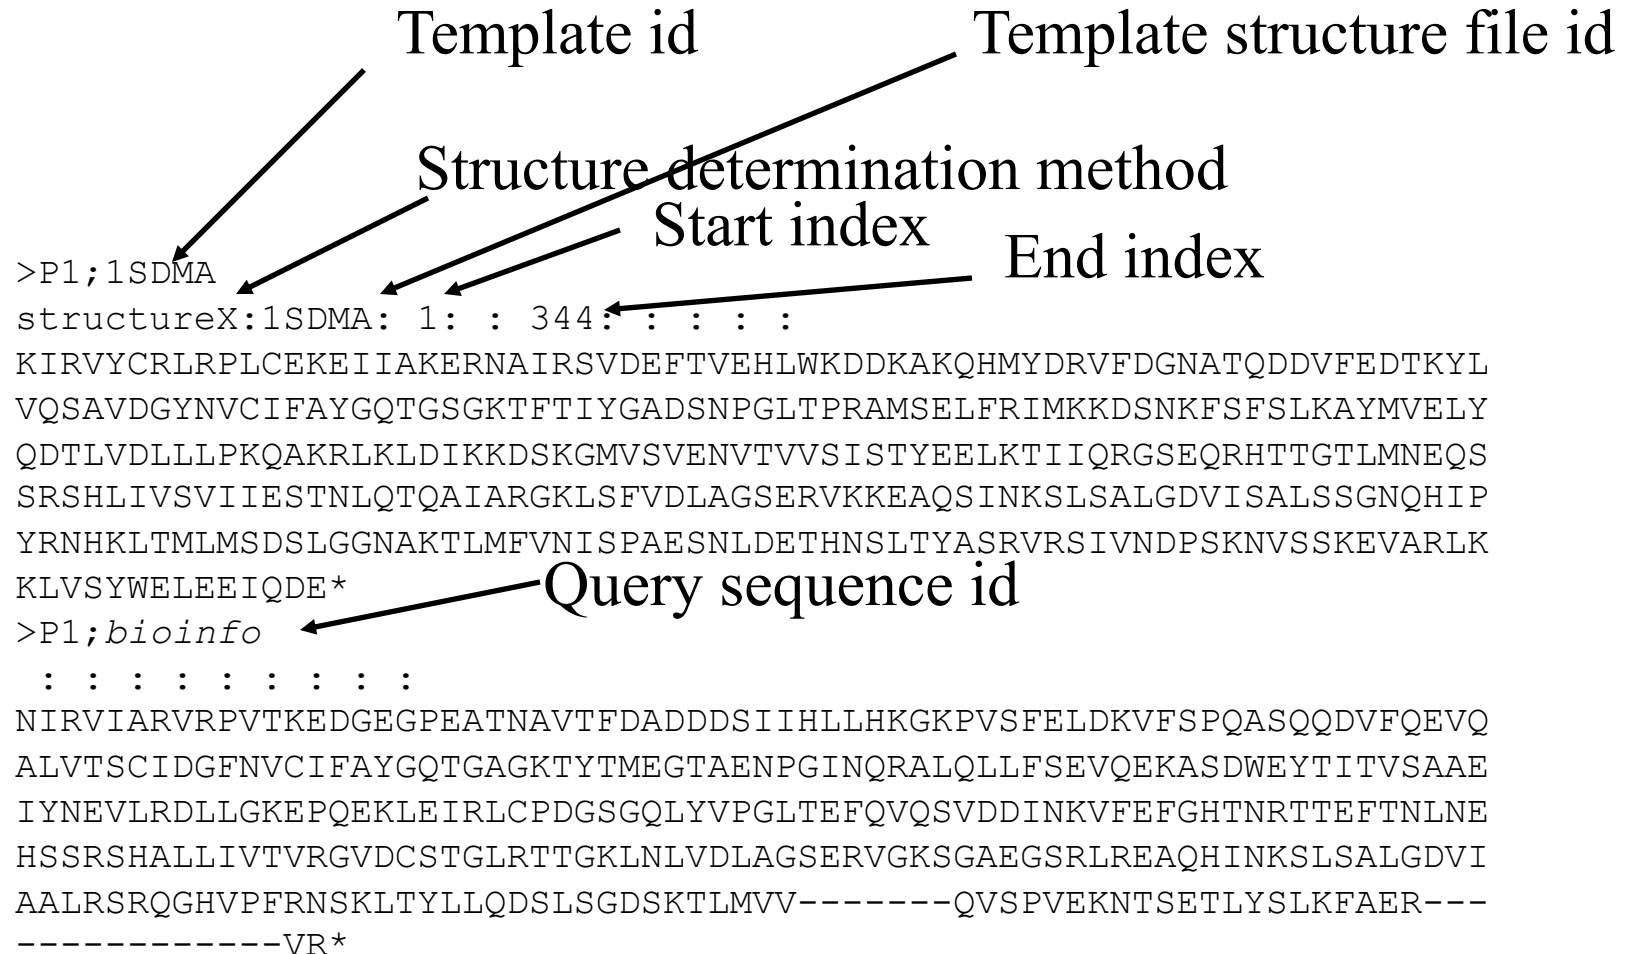 Template id
Template structure file id
Structure determination method
Start index
End index
>P1;1SDMA
structureX:1SDMA: 1: : 344: : : : :
KIRVYCRLRPLCEKEIIAKERNAIRSVDEFTVEHLWKDDKAKQHMYDRVFDGNATQDDVFEDTKYL
VQSAVDGYNVCIFAYGQTGSGKTFTIYGADSNPGLTPRAMSELFRIMKKDSNKFSFSLKAYMVELY
QDTLVDLLLPKQAKRLKLDIKKDSKGMVSVENVTVVSISTYEELKTIIQRGSEQRHTTGTLMNEQS
SRSHLIVSVIIESTNLQTQAIARGKLSFVDLAGSERVKKEAQSINKSLSALGDVISALSSGNQHIP
YRNHKLTMLMSDSLGGNAKTLMFVNISPAESNLDETHNSLTYASRVRSIVNDPSKNVSSKEVARLK
KLVSYWELEEIQDE*
Query sequence id
>P1;bioinfo
: : : : : : : : :
NIRVIARVRPVTKEDGEGPEATNAVTFDADDDSIIHLLHKGKPVSFELDKVFSPQASQQDVFQEVQ
ALVTSCIDGFNVCIFAYGQTGAGKTYTMEGTAENPGINQRALQLLFSEVQEKASDWEYTITVSAAE
IYNEVLRDLLGKEPQEKLEIRLCPDGSGQLYVPGLTEFQVQSVDDINKVFEFGHTNRTTEFTNLNE
HSSRSHALLIVTVRGVDCSTGLRTTGKLNLVDLAGSERVGKSGAEGSRLREAQHINKSLSALGDVI
AALRSRQGHVPFRNSKLTYLLQDSLSGDSKTLMVV-------QVSPVEKNTSETLYSLKFAER---
------------VR*